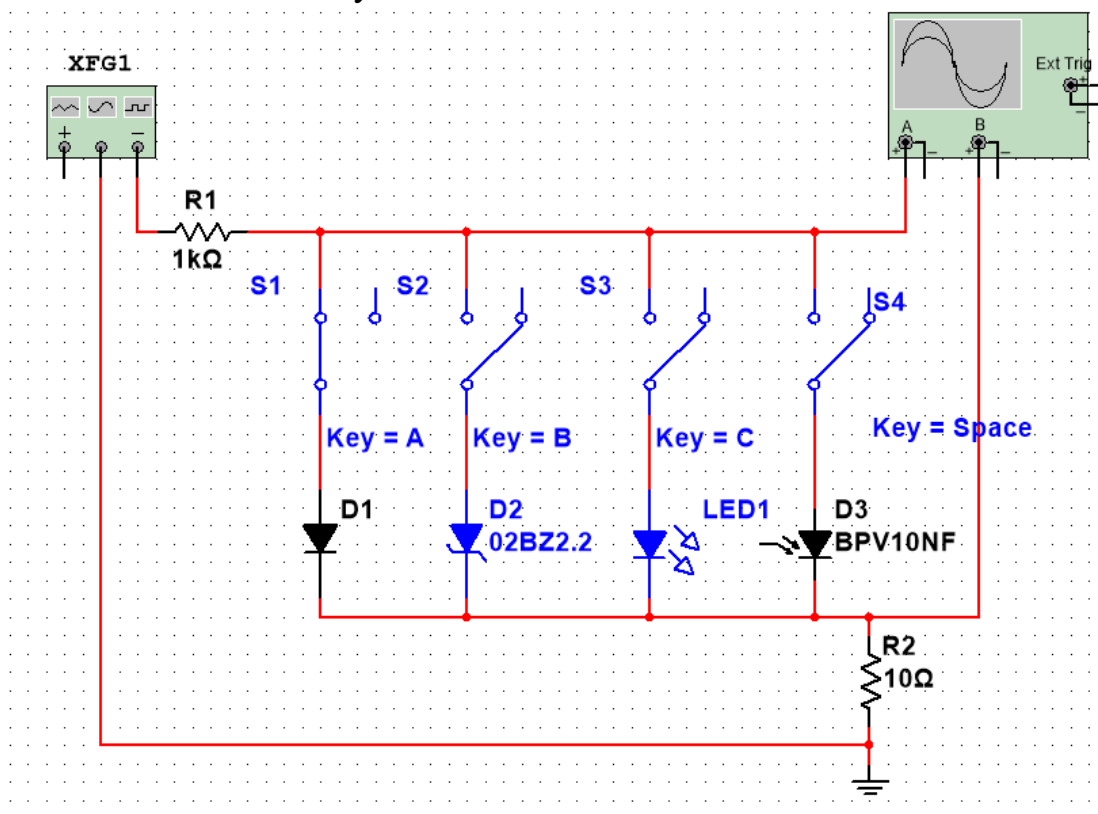 XFG1
Ext Trig
+
−
A
B
+
−
+
−
+
−
R1
1kΩ
S1
S2
S3
S4
Key = A
Key = B
Key = C
Key = Space
D1
D2
02BZ2.2
LED1
D3
BPV10NF
R2
10Ω